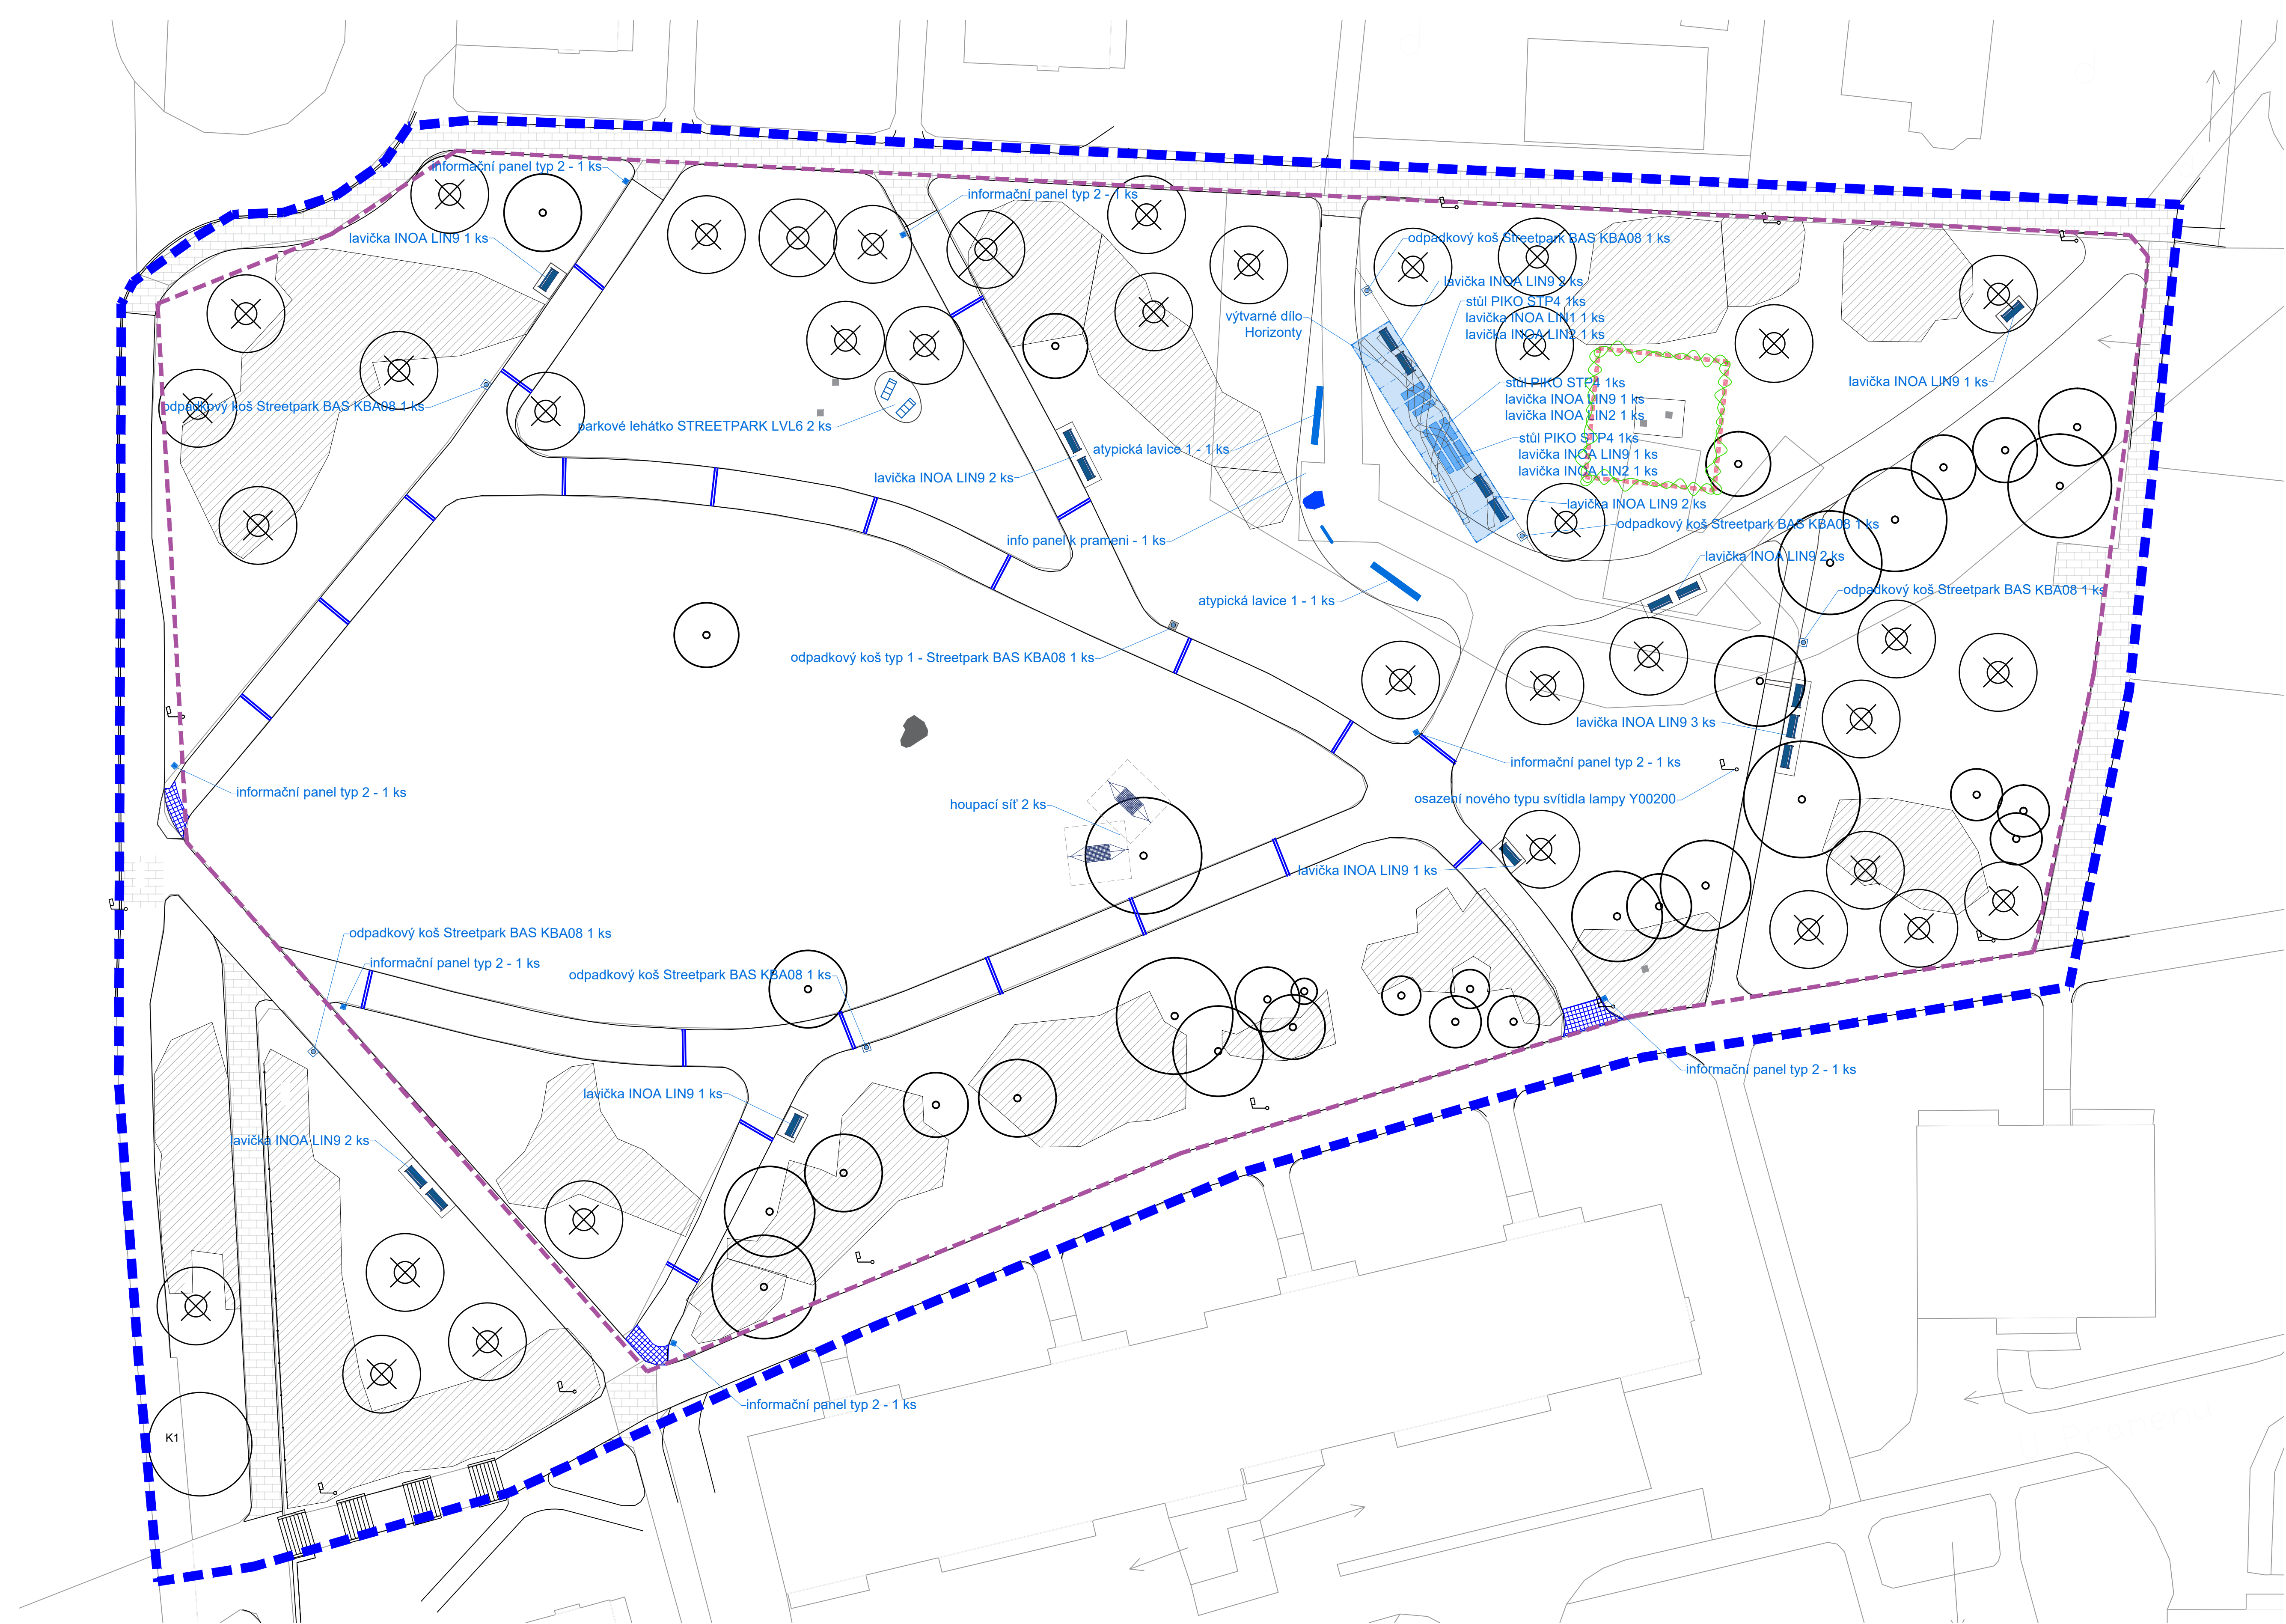 informační panel typ 2 - 1 ks
informační panel typ 2 - 1 ks
lavička INOA LIN9 1 ks
odpadkový koš Streetpark BAS KBA08 1 ks
lavička INOA LIN9 2 ks
stůl PIKO STP4 1ks
lavička INOA LIN1 1 ks
lavička INOA LIN2 1 ks
výtvarné dílo
Horizonty
lavička INOA LIN9 1 ks
stůl PIKO STP4 1ks
lavička INOA LIN9 1 ks
lavička INOA LIN2 1 ks
odpadkový koš Streetpark BAS KBA08 1 ks
parkové lehátko STREETPARK LVL6 2 ks
stůl PIKO STP4 1ks
lavička INOA LIN9 1 ks
lavička INOA LIN2 1 ks
atypická lavice 1 - 1 ks
lavička INOA LIN9 2 ks
lavička INOA LIN9 2 ks
odpadkový koš Streetpark BAS KBA08 1 ks
info panel k prameni - 1 ks
lavička INOA LIN9 2 ks
odpadkový koš Streetpark BAS KBA08 1 ks
atypická lavice 1 - 1 ks
odpadkový koš typ 1 - Streetpark BAS KBA08 1 ks
lavička INOA LIN9 3 ks
informační panel typ 2 - 1 ks
informační panel typ 2 - 1 ks
osazení nového typu svítidla lampy Y00200
houpací síť 2 ks
lavička INOA LIN9 1 ks
odpadkový koš Streetpark BAS KBA08 1 ks
informační panel typ 2 - 1 ks
odpadkový koš Streetpark BAS KBA08 1 ks
informační panel typ 2 - 1 ks
lavička INOA LIN9 1 ks
avička INOA LIN9 2 ks
informační panel typ 2 - 1 ks
K1